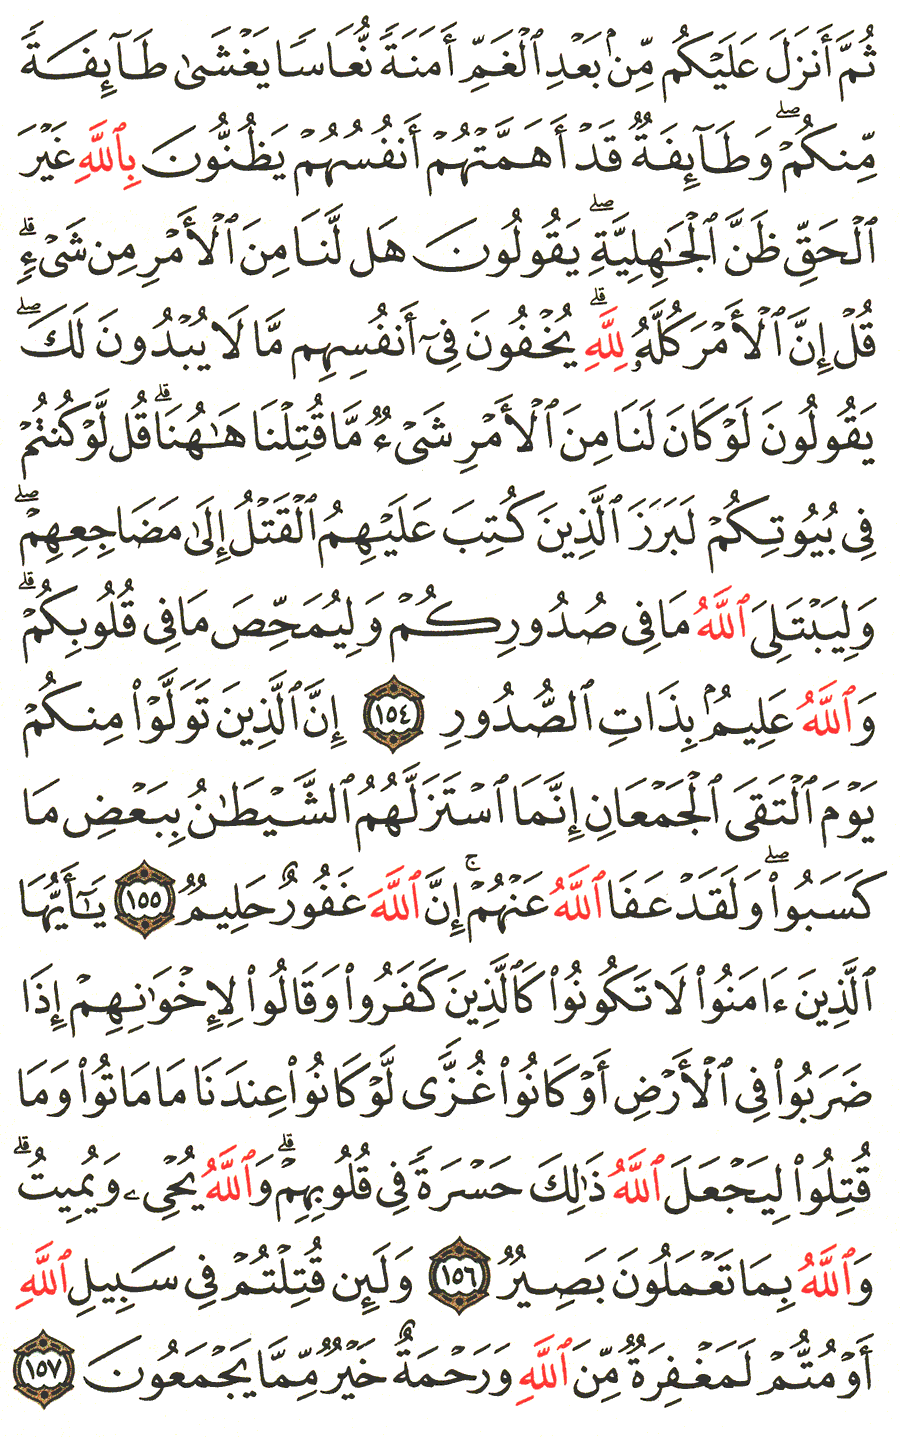 ثُمَّ أَنزَلَ عَلَيْكُم مِّنۢ بَعْدِ ٱلْغَمِّ أَمَنَةً نُّعَاسًا يَغْشَىٰ طَآئِفَةً
مِّنكُمْ ۖ وَطَآئِفَةٌ قَدْ أَهَمَّتْهُمْ أَنفُسُهُمْ يَظُنُّونَ بِٱللَّهِ غَيْرَ
ٱلْحَقِّ ظَنَّ ٱلْجَـٰهِلِيَّةِ ۖ يَقُولُونَ هَل لَّنَا مِنَ ٱلْأَمْرِ مِن شَىْءٍ ۗ
قُلْ إِنَّ ٱلْأَمْرَ كُلَّهُۥ لِلَّهِ ۗ يُخْفُونَ فِىٓ أَنفُسِهِم مَّا لَا يُبْدُونَ لَكَ ۖ
يَقُولُونَ لَوْ كَانَ لَنَا مِنَ ٱلْأَمْرِ شَىْءٌ مَّا قُتِلْنَا هَـٰهُنَا ۗ قُل لَّوْ كُنتُمْ
فِى بُيُوتِكُمْ لَبَرَزَ ٱلَّذِينَ كُتِبَ عَلَيْهِمُ ٱلْقَتْلُ إِلَىٰ مَضَاجِعِهِمْ ۖ
وَلِيَبْتَلِىَ ٱللَّهُ مَا فِى صُدُورِكُمْ وَلِيُمَحِّصَ مَا فِى قُلُوبِكُمْ ۗ
وَٱللَّهُ عَلِيمٌۢ بِذَاتِ ٱلصُّدُورِ ١٥٤ إِنَّ ٱلَّذِينَ تَوَلَّوْا۟ مِنكُمْ
يَوْمَ ٱلْتَقَى ٱلْجَمْعَانِ إِنَّمَا ٱسْتَزَلَّهُمُ ٱلشَّيْطَـٰنُ بِبَعْضِ مَا
كَسَبُوا۟ ۖ وَلَقَدْ عَفَا ٱللَّهُ عَنْهُمْ ۚ إِنَّ ٱللَّهَ غَفُورٌ حَلِيمٌ ١٥٥ يَـٰٓأَيُّهَا
ٱلَّذِينَ ءَامَنُوا۟ لَا تَكُونُوا۟ كَٱلَّذِينَ كَفَرُوا۟ وَقَالُوا۟ لِإِخْوَٰنِهِمْ إِذَا
ضَرَبُوا۟ فِى ٱلْأَرْضِ أَوْ كَانُوا۟ غُزًّى لَّوْ كَانُوا۟ عِندَنَا مَا مَاتُوا۟ وَمَا
قُتِلُوا۟ لِيَجْعَلَ ٱللَّهُ ذَٰلِكَ حَسْرَةً فِى قُلُوبِهِمْ ۗ وَٱللَّهُ يُحْىِۦ وَيُمِيتُ ۗ
وَٱللَّهُ بِمَا تَعْمَلُونَ بَصِيرٌ ١٥٦ وَلَئِن قُتِلْتُمْ فِى سَبِيلِ ٱللَّهِ
أَوْ مُتُّمْ لَمَغْفِرَةٌ مِّنَ ٱللَّهِ وَرَحْمَةٌ خَيْرٌ مِّمَّا يَجْمَعُونَ ١٥٧